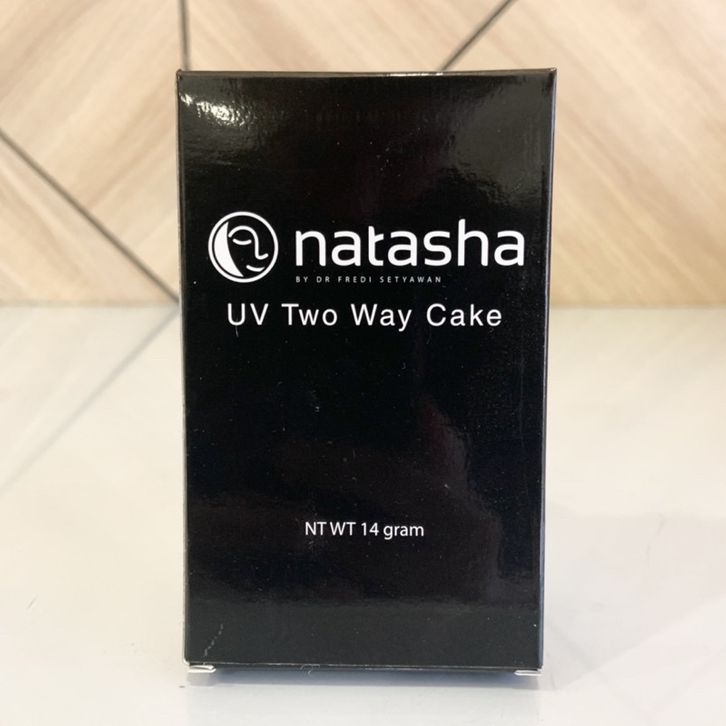 natasha
BY DR FREDI SETYAWAN
UV Two Way Cake
NT WT 14 gram